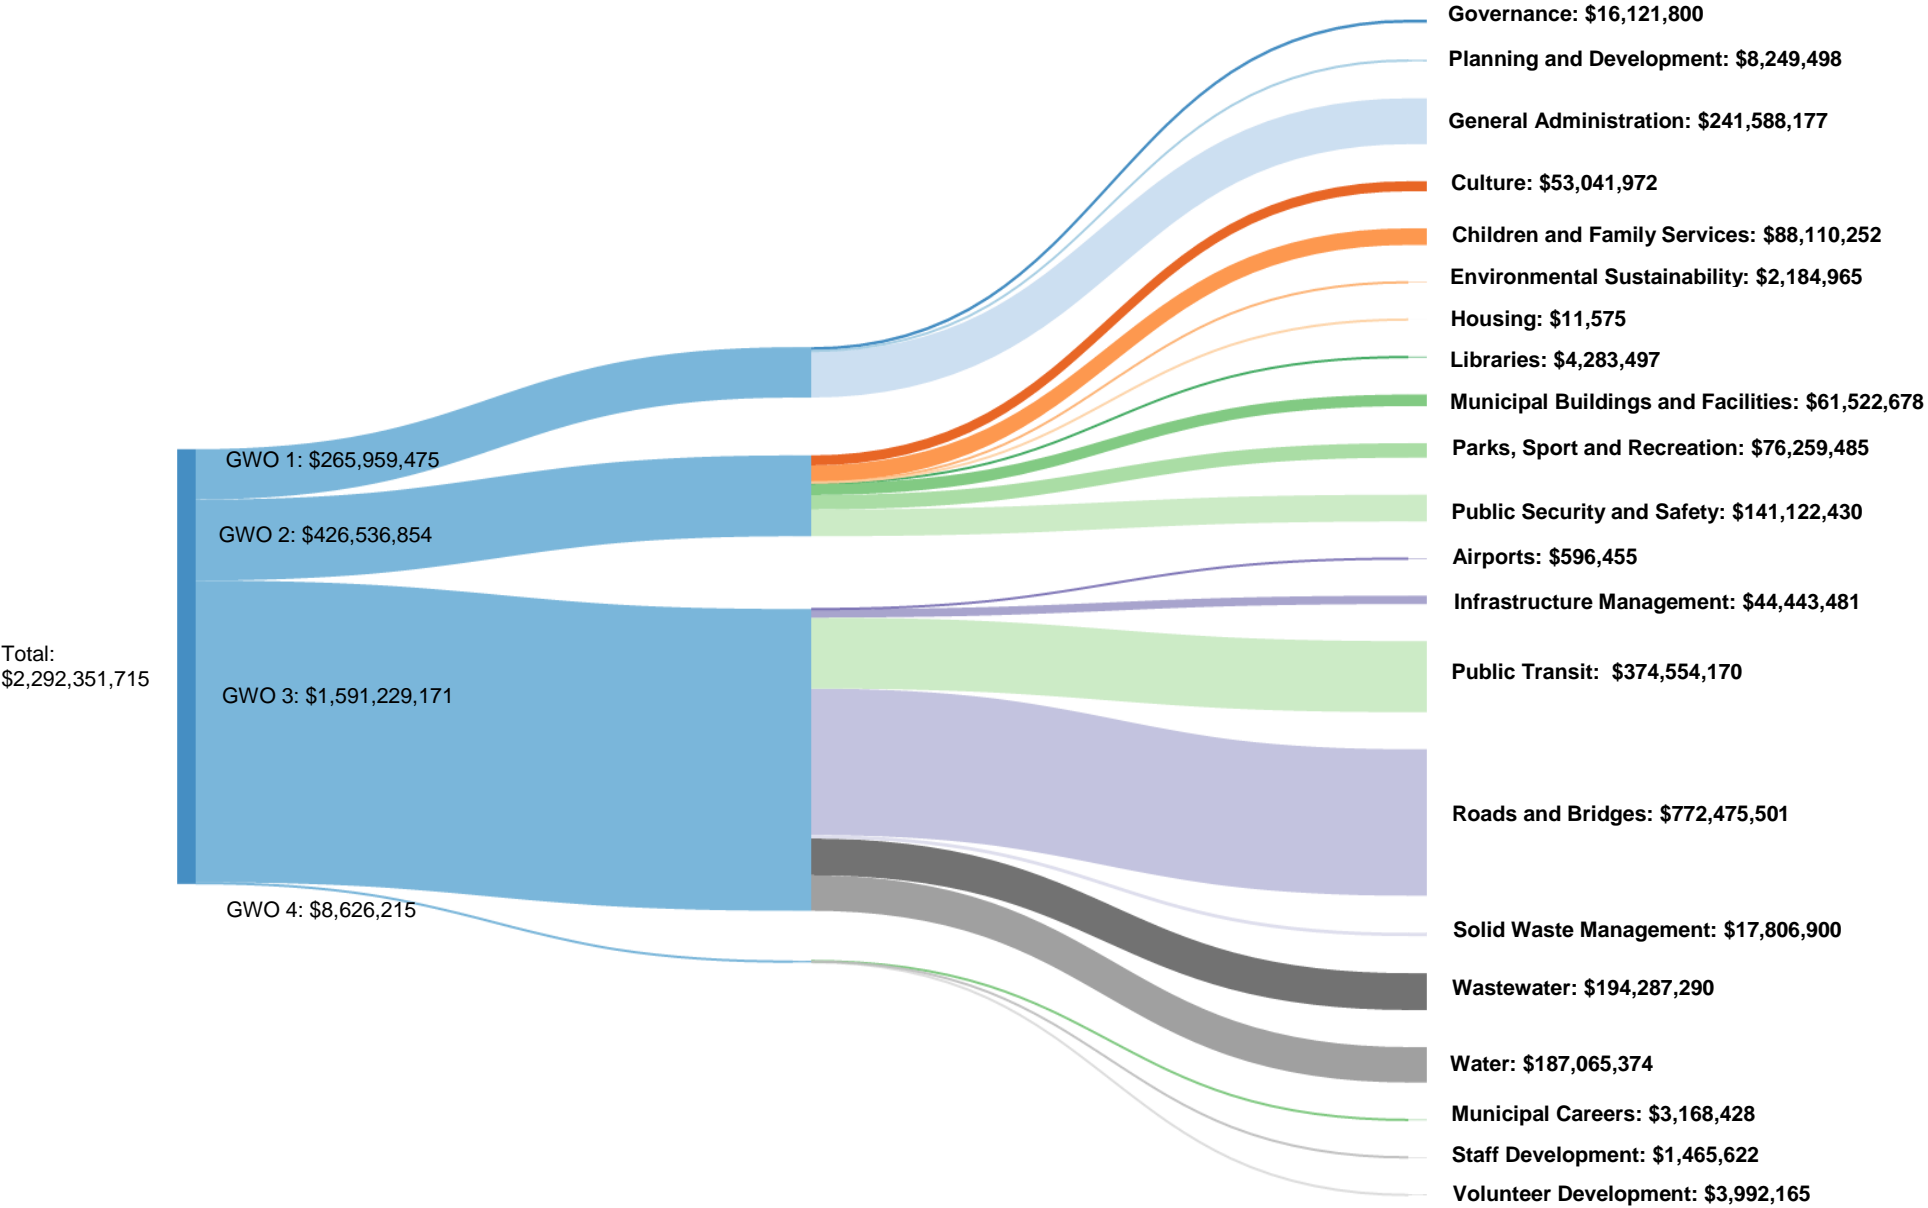 Governance: $16,121,800
Planning and Development: $8,249,498
General Administration: $241,588,177
Culture: $53,041,972
Children and Family Services: $88,110,252
Environmental Sustainability: $2,184,965
Housing: $11,575
Libraries: $4,283,497
Municipal Buildings and Facilities: $61,522,678
Parks, Sport and Recreation: $76,259,485
Public Security and Safety: $141,122,430
Airports: $596,455
Infrastructure Management: $44,443,481
Public Transit:  $374,554,170
Roads and Bridges: $772,475,501
Solid Waste Management: $17,806,900
Wastewater: $194,287,290
Water: $187,065,374
Municipal Careers: $3,168,428
Staff Development: $1,465,622
Volunteer Development: $3,992,165
GWO 1: $265,959,475
GWO 2: $426,536,854
GWO 3: $1,591,229,171
GWO 4: $8,626,215
Total:
$2,292,351,715